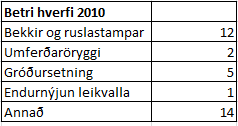 Betri hverfi 2010
Bekkir og ruslastampar 12
Umferðaröryggi 2
Gróðursetning 5
Endurnýjun leikvalla 1
Annað 14